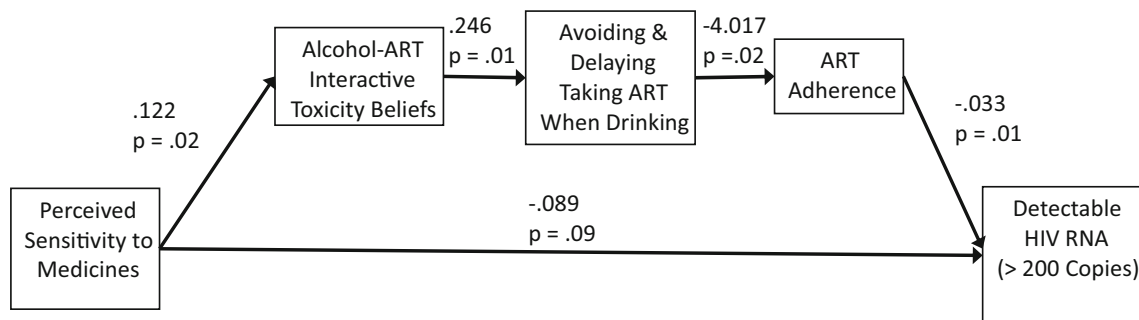 .246
p = .01
-4.017
p =.02
Alcohol-ART
Interactive
Toxicity Beliefs
Avoiding &
Delaying
Taking ART
When Drinking
ART
Adherence
.122
p = .02
-.033
p = .01
Perceived
Sensitivity to
Medicines
-.089
p = .09
Detectable
HIV RNA
(> 200 Copies)